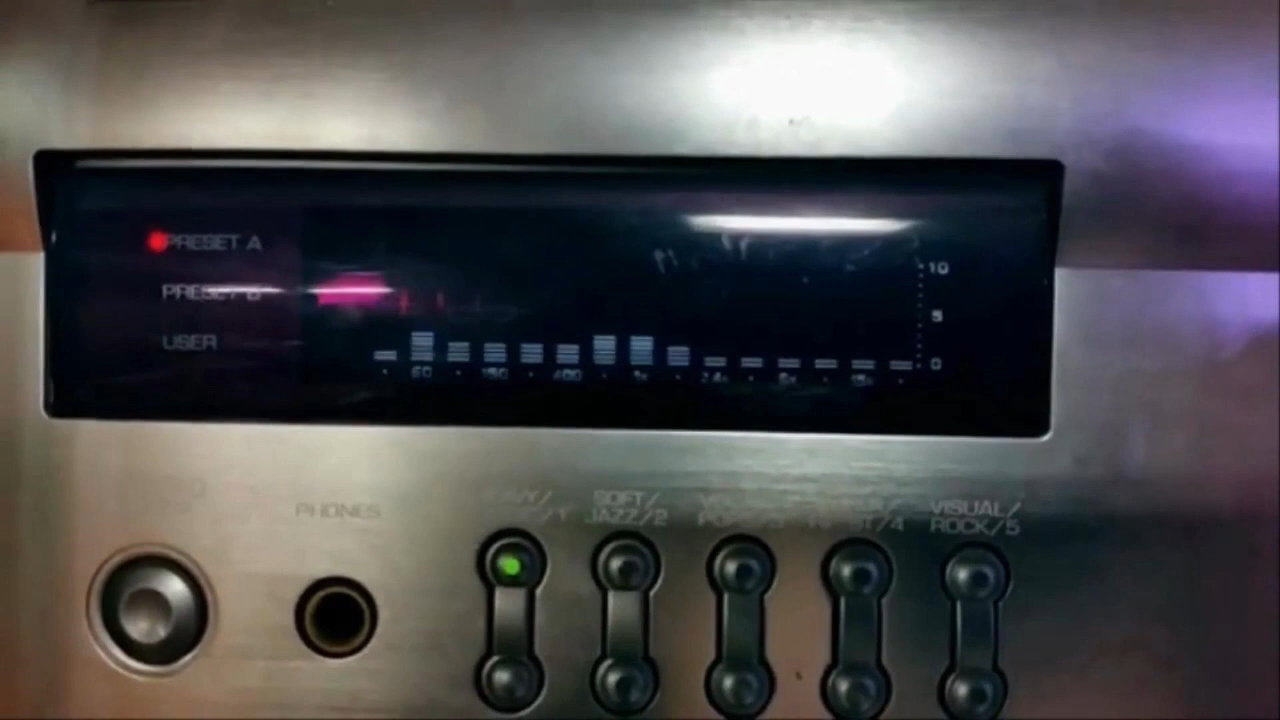 PRESET A
10
PRESET B
5
USER
0
60 150 400 1k 2.4k 6k 15k
PHONES
SOFT/
JAZZ/2
/4
VISUAL/
ROCK/5